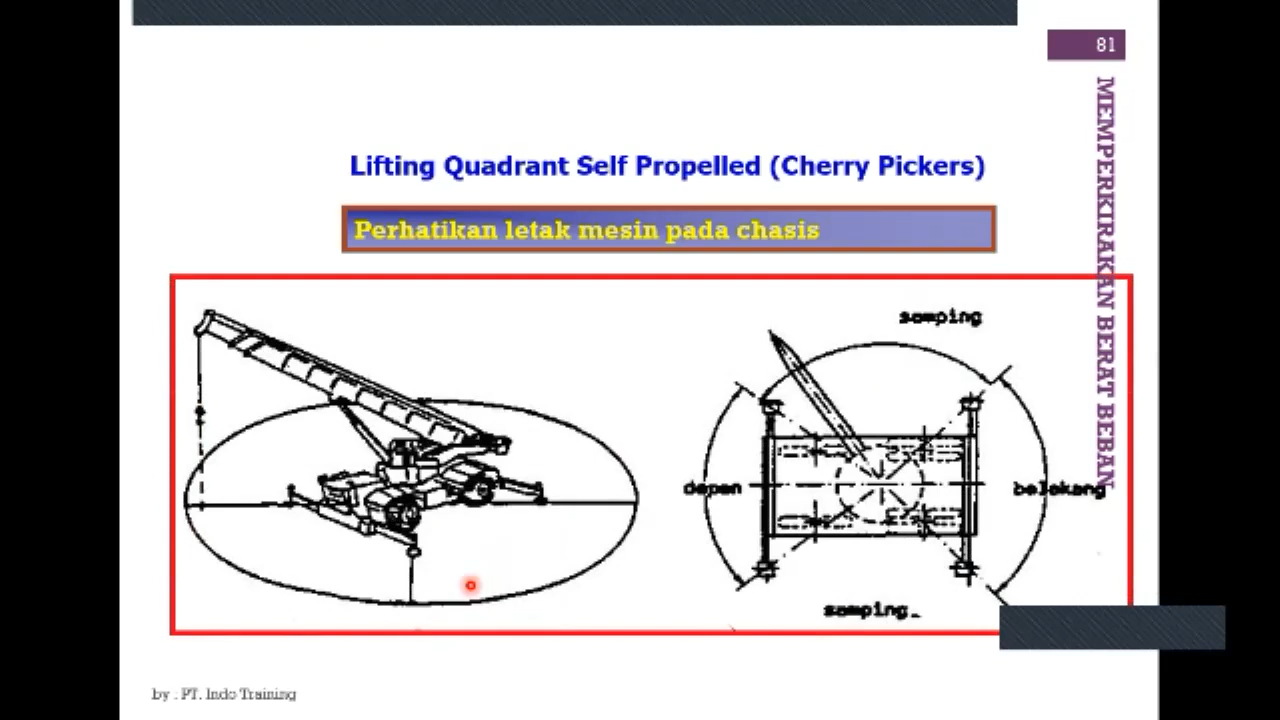 81
MEMPERKIRAKAN BERAT BEBAN
Lifting Quadrant Self Propelled (Cherry Pickers)
Perhatikan letak mesin pada chasis
samping
depan
belakang
samping
by . PT. Indo Training